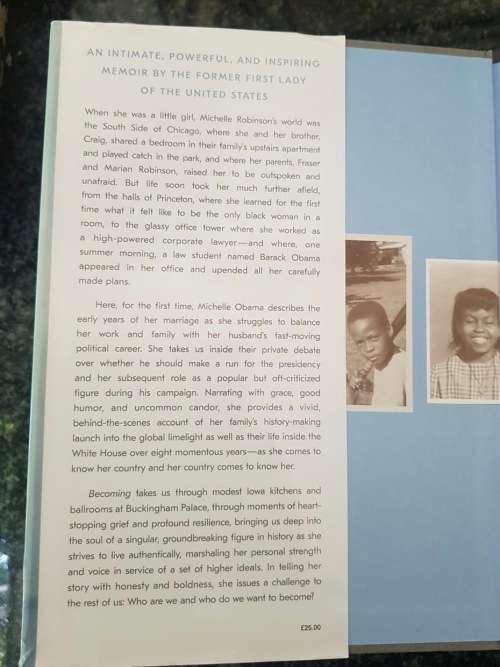 AN INTIMATE, POWERFUL, AND INSPIRING
MEMOIR BY THE FORMER FIRST LADY
OF THE UNITED STATES
When she was a little girl, Michelle Robinson's world was
the South Side of Chicago, where she and her brother,
Craig, shared a bedroom in their family's upstairs apartment
and played catch in the park, and where her parents, Fraser
and Marian Robinson, raised her to be outspoken and
unafraid. But life soon took her much further afield,
from the halls of Princeton, where she learned for the first
time what it felt like to be the only black woman in a
room, to the glassy office tower where she worked as
a high-powered corporate lawyer—and where, one
summer morning, a law student named Barack Obama
appeared in her office and upended all her carefully
made plans.
Here, for the first time, Michelle Obama describes the
early years of her marriage as she struggles to balance
her work and family with her husband's fast-moving
political career. She takes us inside their private debate
over whether he should make a run for the presidency
and her subsequent role as a popular but oft-criticized
figure during his campaign. Narrating with grace, good
humor, and uncommon candor, she provides a vivid,
behind-the-scenes account of her family's history-making
launch into the global limelight as well as their life inside the
White House over eight momentous years—as she comes to
know her country and her country comes to know her.
Becoming takes us through modest Iowa kitchens and
ballrooms at Buckingham Palace, through moments of heart-
stopping grief and profound resilience, bringing us deep into
the soul of a singular, groundbreaking figure in history as she
strives to live authentically, marshaling her personal strength
and voice in service of a set of higher ideals. In telling her
story with honesty and boldness, she issues a challenge to
the rest of us: Who are we and who do we want to become?
£25.00